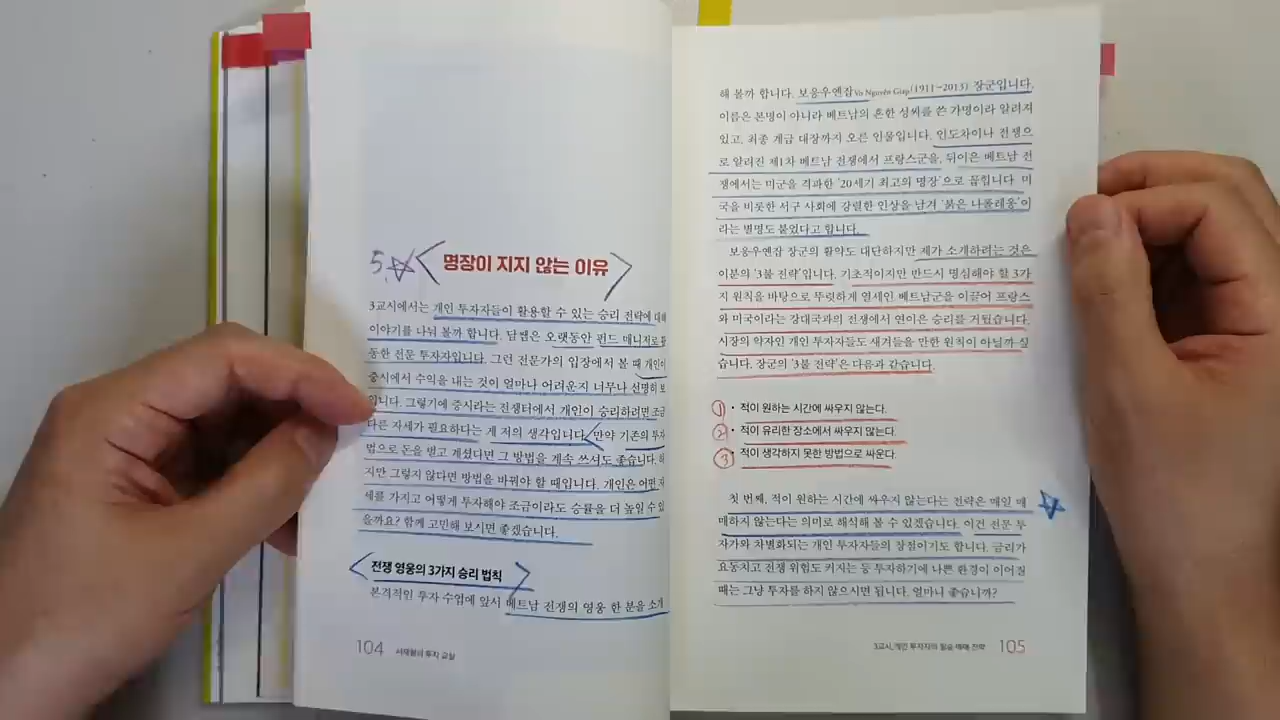 5.
명장이 지지 않는 이유
3교시에서는 개인 투자자들이 활용할 수 있는 승리 전략에 대해
이야기를 나눠 볼까 합니다. 담쌤은 오랫동안 펀드 매니저로 활
동한 전문 투자자입니다. 그런 전문가의 입장에서 볼 때 개인이
증시에서 수익을 내는 것이 얼마나 어려운지 너무나 선명히 보
입니다. 그렇기에 증시라는 전쟁터에서 개인이 승리하려면 조금
다른 자세가 필요하다는 게 저의 생각입니다. 만약 기존의 투자
법으로 돈을 벌고 계셨다면 그 방법을 계속 쓰셔도 좋습니다. 하
지만 그렇지 않다면 방법을 바꿔야 할 때입니다. 개인은 어떤 자
세를 가지고 어떻게 투자해야 조금이라도 승률을 더 높일 수 있
을까요? 함께 고민해 보시면 좋겠습니다.
전쟁 영웅의 3가지 승리 법칙
본격적인 투자 수업에 앞서 베트남 전쟁의 영웅 한 분을 소개
104 서재형의 투자 교실
해 볼까 합니다. 보응우옌잡Vo Nguyên Giap(1911~2013) 장군입니다.
이름은 본명이 아니라 베트남의 흔한 성씨를 쓴 가명이라 알려져
있고, 최종 계급 대장까지 오른 인물입니다. 인도차이나 전쟁으
로 알려진 제1차 베트남 전쟁에서 프랑스군을, 뒤이은 베트남 전
쟁에서는 미군을 격파한 '20세기 최고의 명장'으로 꼽힙니다. 미
국을 비롯한 서구 사회에 강렬한 인상을 남겨 '붉은 나폴레옹'이
라는 별명도 붙었다고 합니다.
보응우옌잡 장군의 활약도 대단하지만 제가 소개하려는 것은
이분의 '3불 전략'입니다. 기초적이지만 반드시 명심해야 할 3가
지 원칙을 바탕으로 뚜렷하게 열세인 베트남군을 이끌어 프랑스
와 미국이라는 강대국과의 전쟁에서 연이은 승리를 거뒀습니다.
시장의 약자인 개인 투자자들도 새겨들을 만한 원칙이 아닐까 싶
습니다. 장군의 '3불 전략'은 다음과 같습니다.
① • 적이 원하는 시간에 싸우지 않는다.
② • 적이 유리한 장소에서 싸우지 않는다.
③ • 적이 생각하지 못한 방법으로 싸운다.
첫 번째, 적이 원하는 시간에 싸우지 않는다는 전략은 매일 매
매하지 않는다는 의미로 해석해 볼 수 있겠습니다. 이건 전문 투
자가와 차별화되는 개인 투자자들의 장점이기도 합니다. 금리가
요동치고 전쟁 위험도 커지는 등 투자하기에 나쁜 환경이 이어질
때는 그냥 투자를 하지 않으시면 됩니다. 얼마나 좋습니까?
3교시_개인 투자자의 필승 매매 전략 105